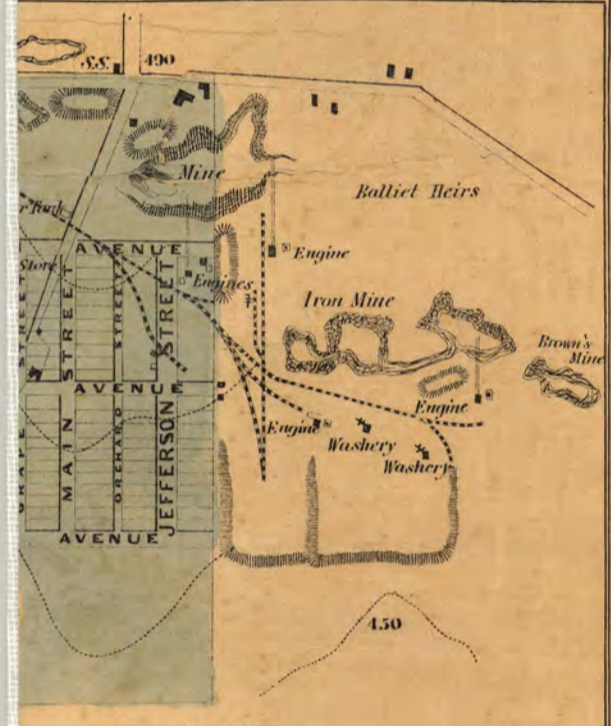 S.S.
490
Mine
Balliet Heirs
AVENUE
Engine
Store
Engines
STREET
STREET
STREET
STREET
Iron Mine
Brown's
Mine
AVENUE
Engine
Engine
Washery
Washery
GRAPE
MAIN
ORCHARD
JEFFERSON
AVENUE
450